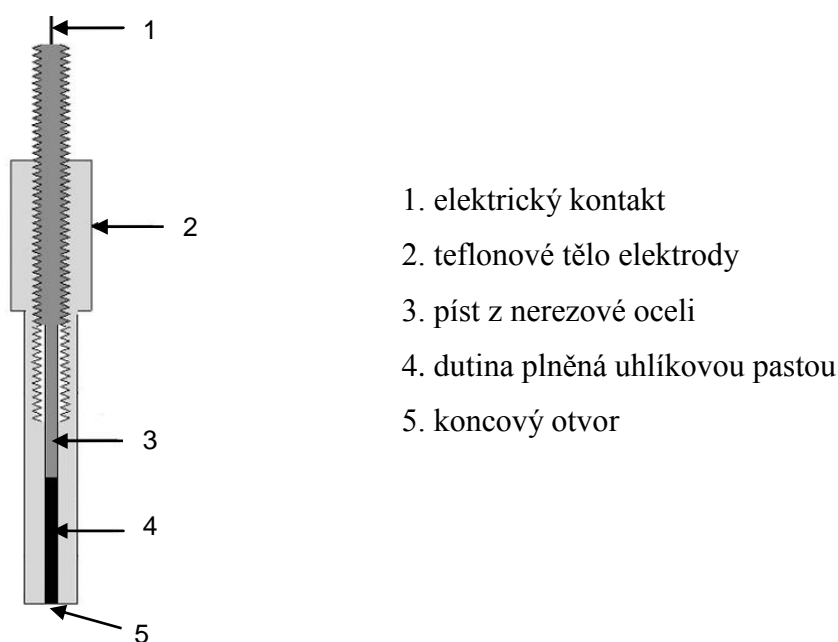 1
2
3
4
5
1. elektrický kontakt
2. teflonové tělo elektrody
3. píst z nerezové oceli
4. dutina plněná uhlíkovou pastou
5. koncový otvor